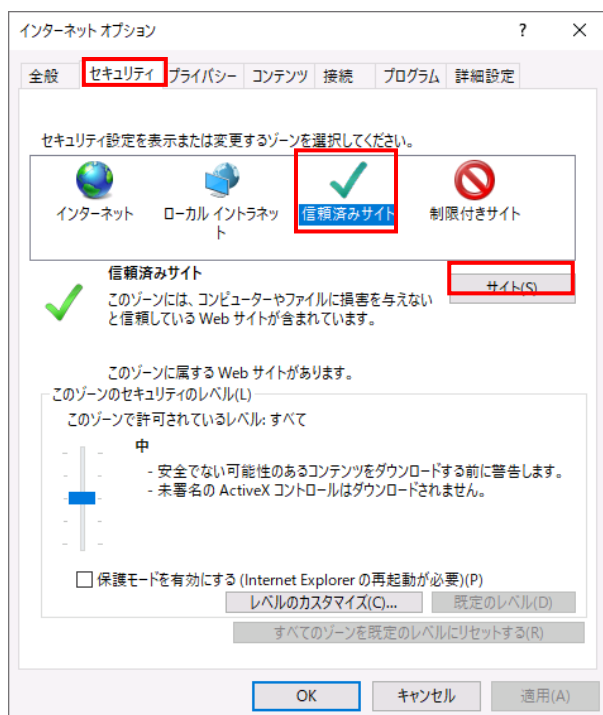 インターネット オプション
?
全般 セキュリティ プライバシー コンテンツ 接続 プログラム 詳細設定
セキュリティ設定を表示または変更するゾーンを選択してください。
インターネット
ローカル イントラネッ
ト
信頼済みサイト
制限付きサイト
信頼済みサイト
このゾーンには、コンピューターやファイルに損害を与えない
と信頼している Web サイトが含まれています。
サイト(S)
このゾーンに属する Web サイトがあります。
このゾーンのセキュリティのレベル(L)
このゾーンで許可されているレベル: すべて
中
- 安全でない可能性のあるコンテンツをダウンロードする前に警告します。
- 未署名の ActiveX コントロールはダウンロードされません。
保護モードを有効にする (Internet Explorer の再起動が必要)(P)
レベルのカスタマイズ(C)... 既定のレベル(D)
すべてのゾーンを既定のレベルにリセットする(R)
OK キャンセル 適用(A)